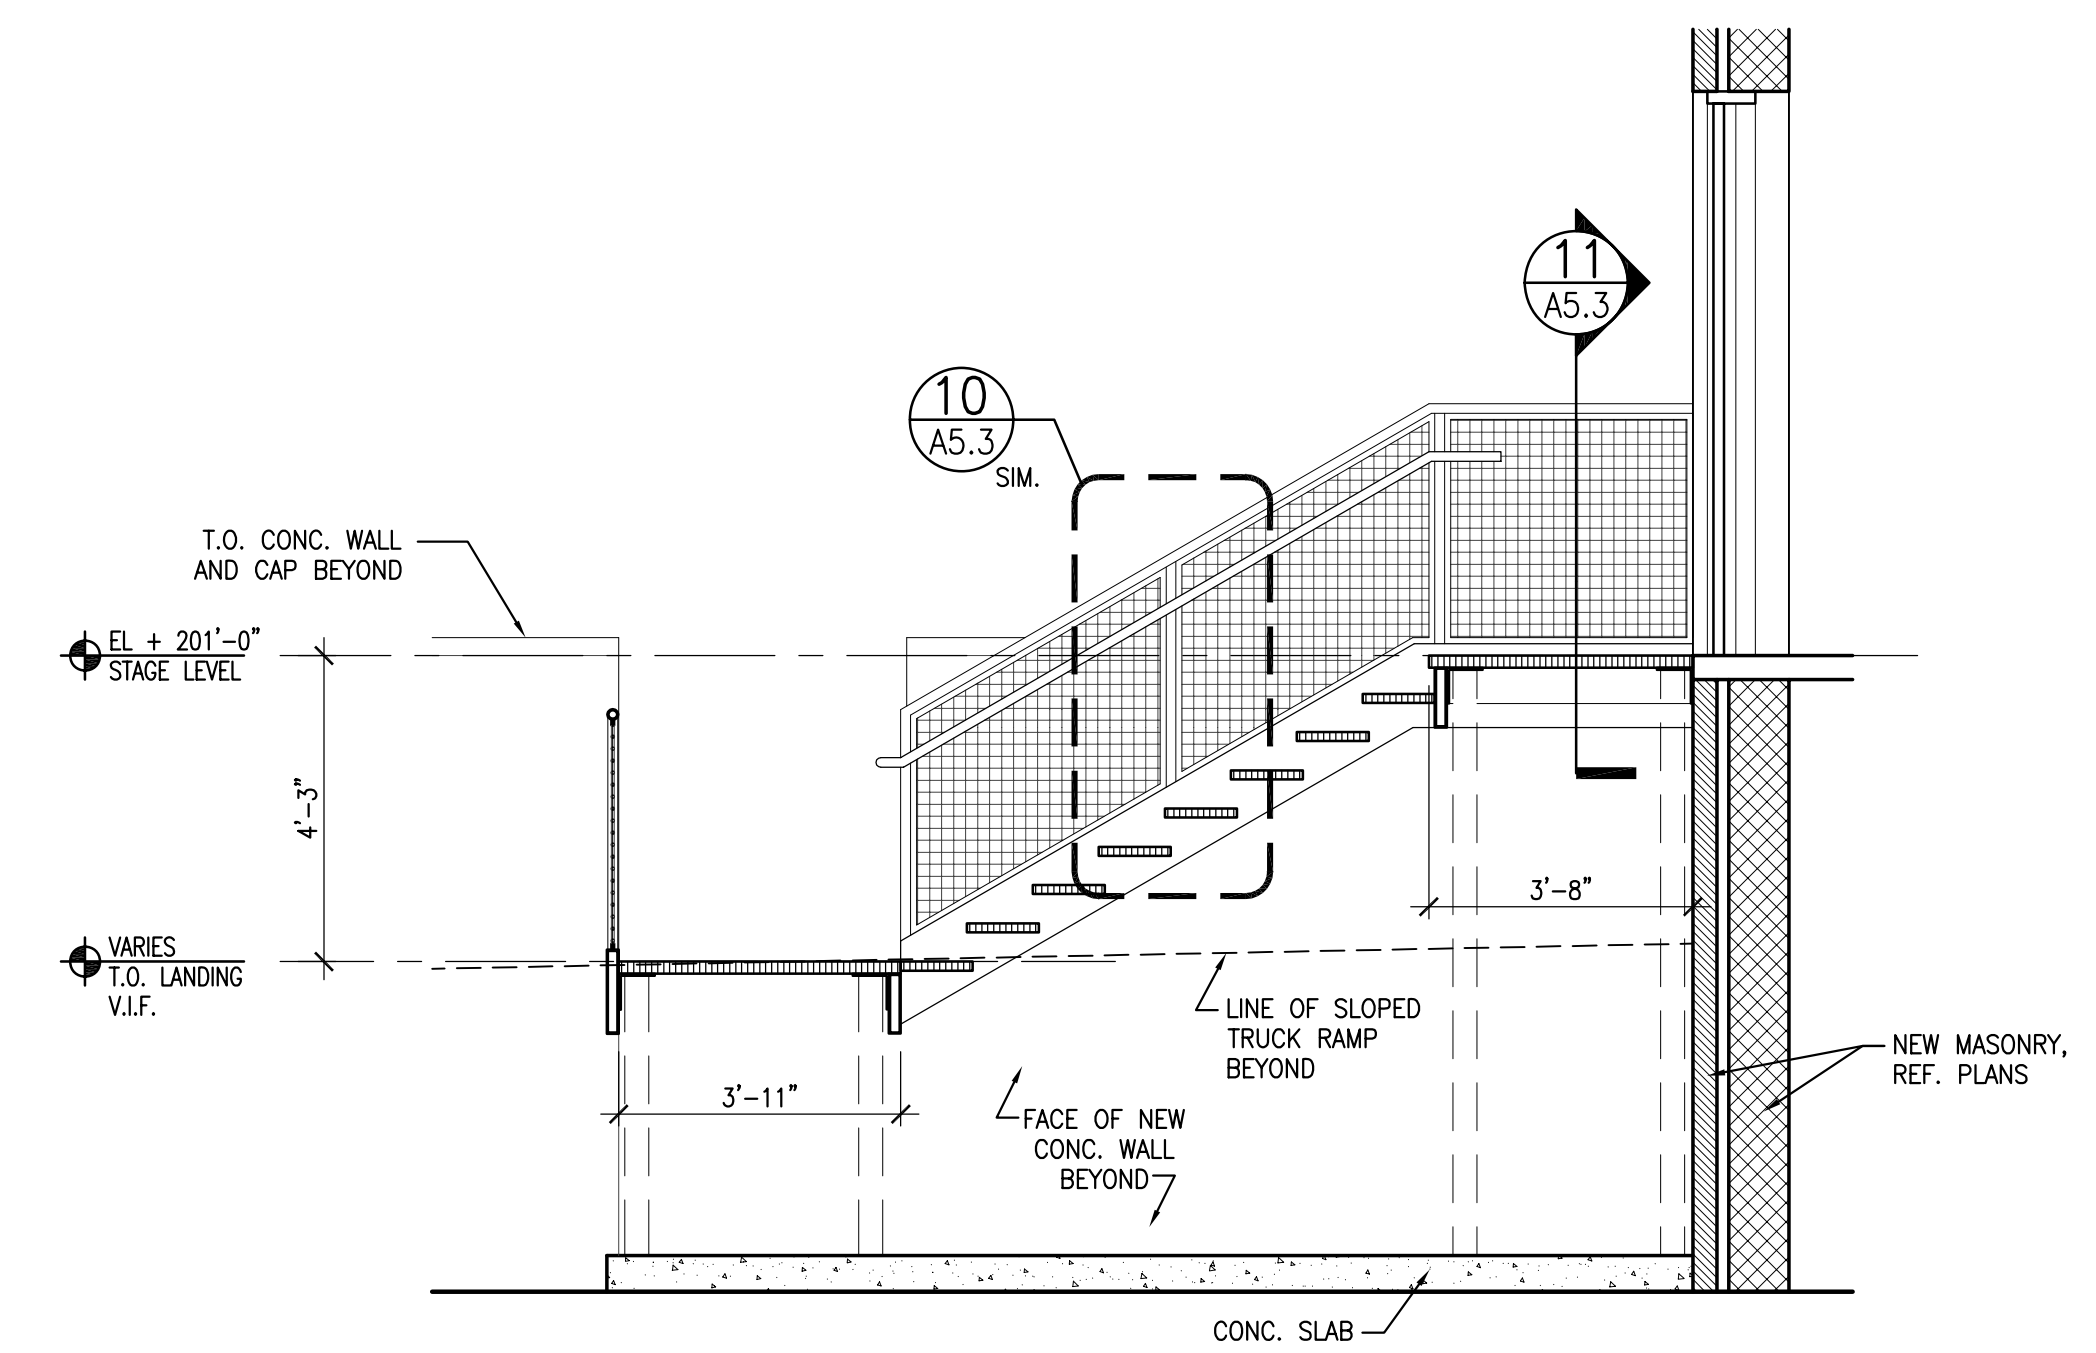 11
A5.3
10
A5.3
SIM.
T.O. CONC. WALL
AND CAP BEYOND
EL + 201'-0"
STAGE LEVEL
4'-3"
VARIES
T.O. LANDING
V.I.F.
3'-8"
LINE OF SLOPED
TRUCK RAMP
BEYOND
NEW MASONRY,
REF. PLANS
3'-11"
FACE OF NEW
CONC. WALL
BEYOND
CONC. SLAB